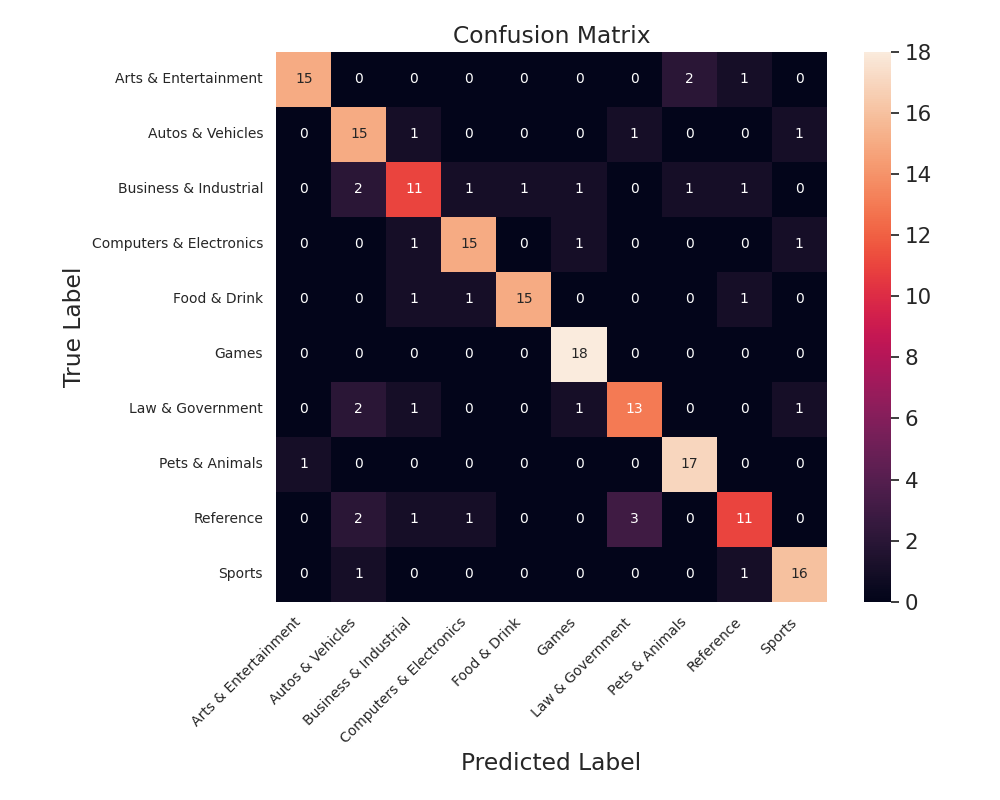 Confusion Matrix
Arts & Entertainment 15 0 0 0 0 0 0 2 1 0
Autos & Vehicles 0 15 1 0 0 0 1 0 0 1
Business & Industrial 0 2 11 1 1 1 0 1 1 0
Computers & Electronics 0 0 1 15 0 1 0 0 0 1
Food & Drink 0 0 1 1 15 0 0 0 1 0
Games 0 0 0 0 0 18 0 0 0 0
Law & Government 0 2 1 0 0 1 13 0 0 1
Pets & Animals 1 0 0 0 0 0 0 17 0 0
Reference 0 2 1 1 0 0 3 0 11 0
Sports 0 1 0 0 0 0 0 0 1 16
True Label
Arts & Entertainment
Autos & Vehicles
Business & Industrial
Computers & Electronics
Food & Drink
Games
Law & Government
Pets & Animals
Reference
Sports
Predicted Label
18
16
14
12
10
8
6
4
2
0